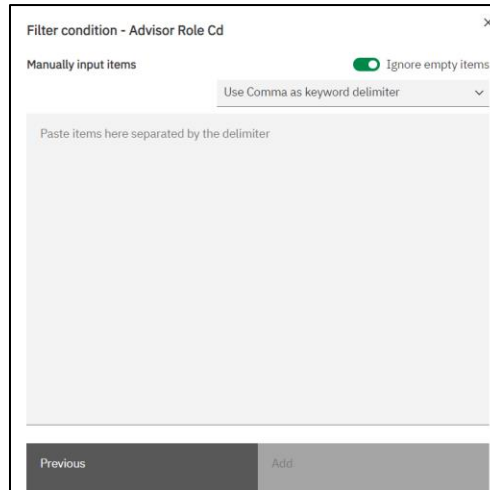 Filter condition - Advisor Role Cd
Manually input items
Ignore empty items
Use Comma as keyword delimiter
Paste items here separated by the delimiter
Previous
Add